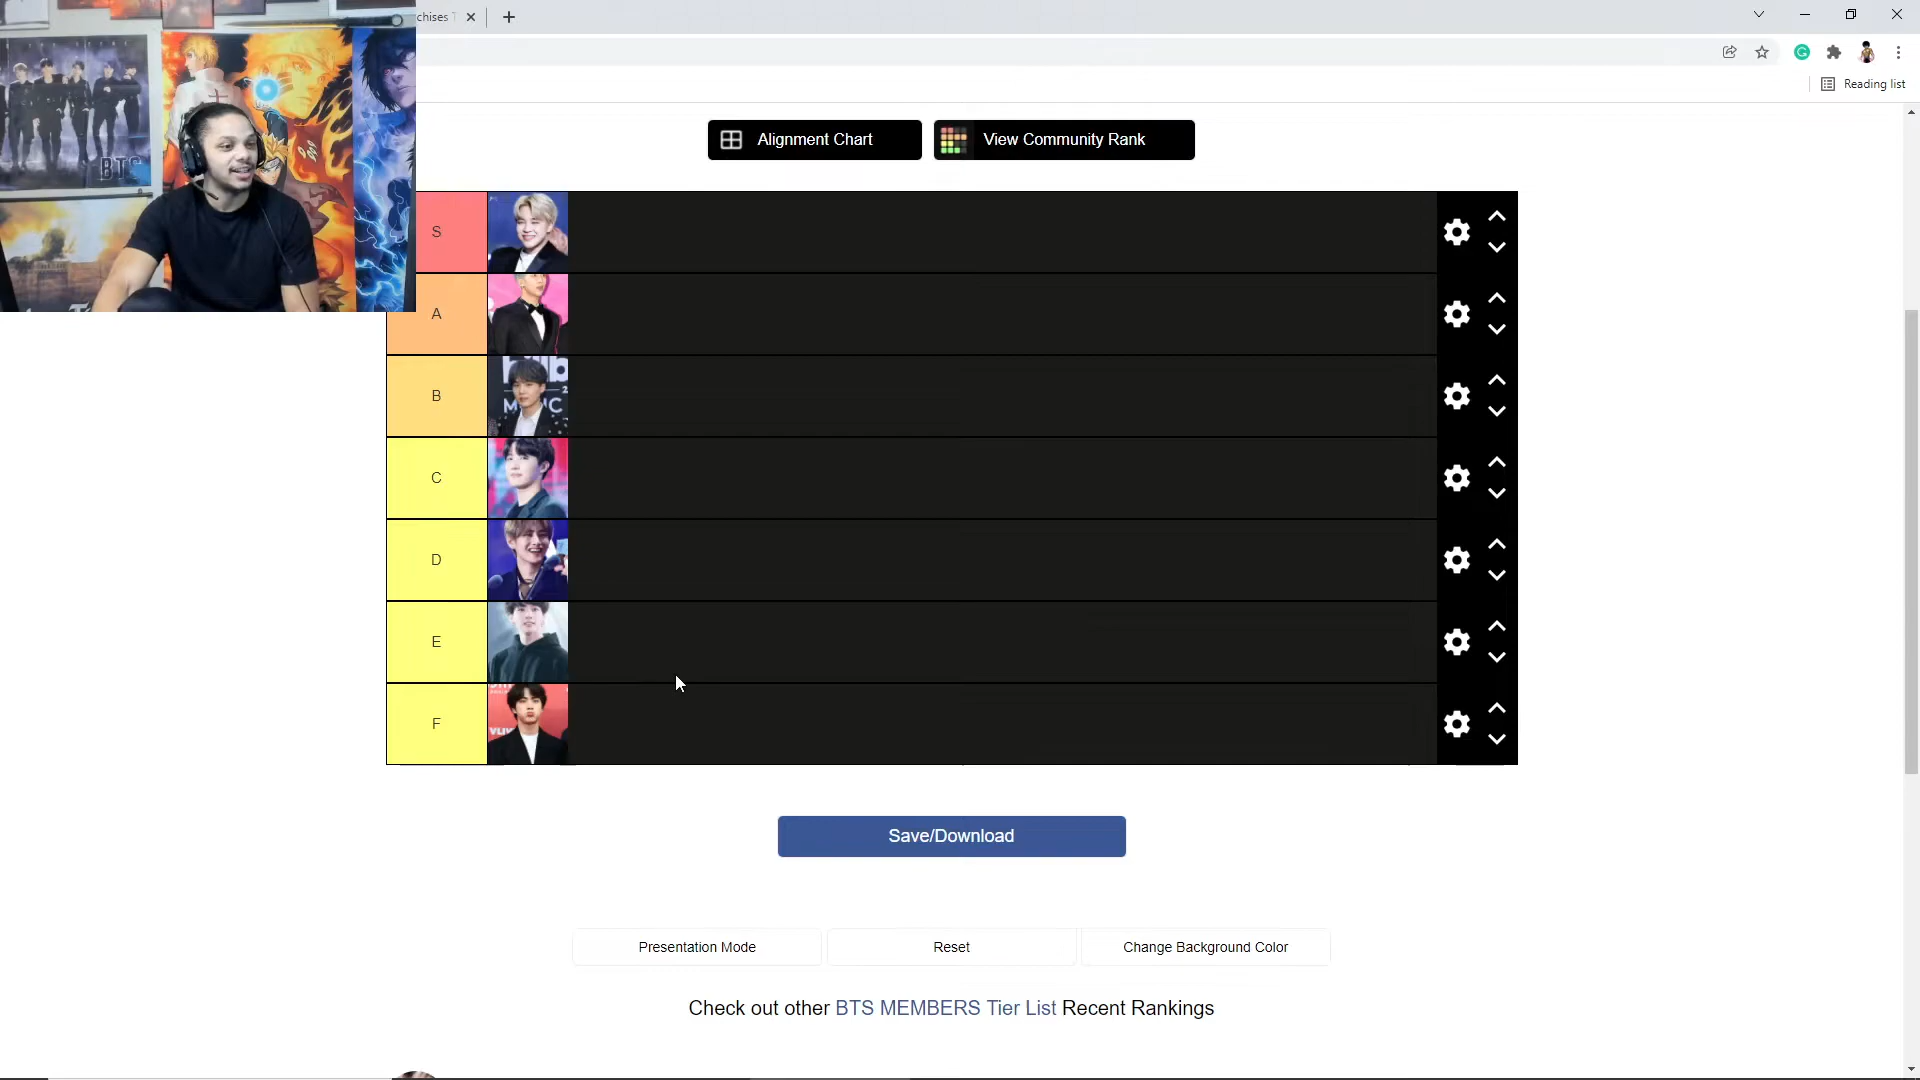 chises T
Reading list
BTS
Alignment Chart
View Community Rank
S
A
B
C
D
E
F
Save/Download
Presentation Mode
Reset
Change Background Color
Check out other BTS MEMBERS Tier List Recent Rankings